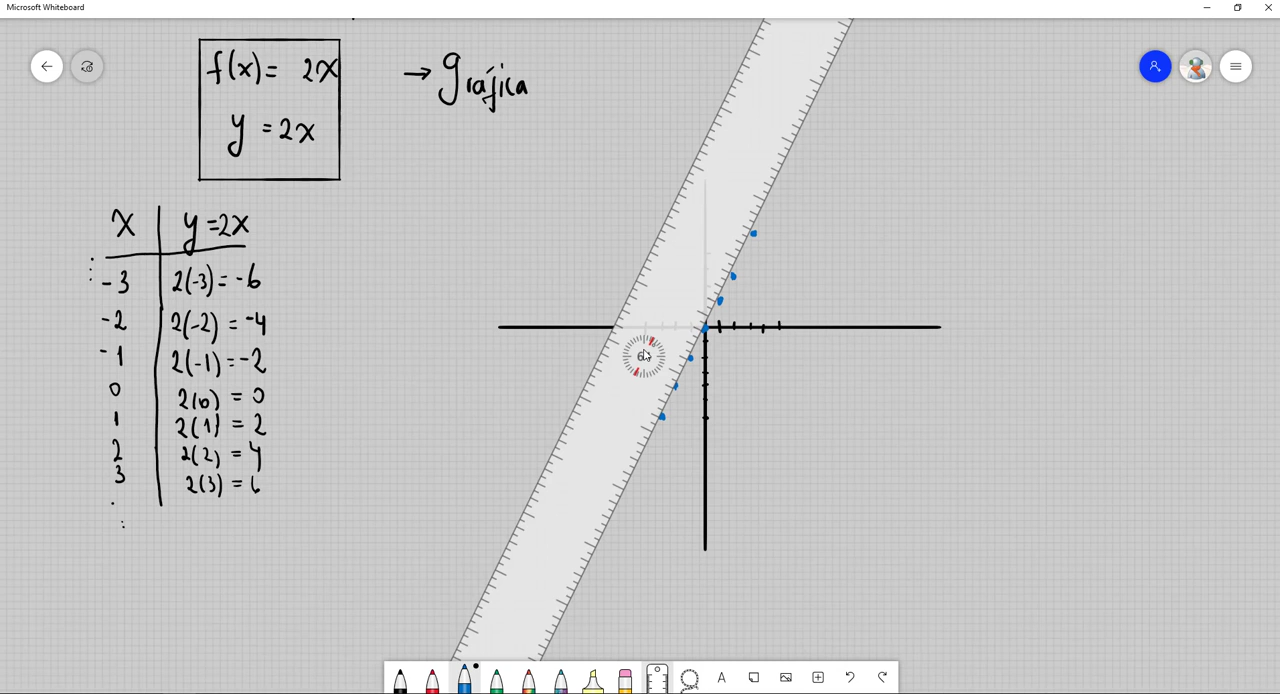 Microsoft Whiteboard
f(x) = 2x
y = 2x
→ gráfica
x | y = 2x
-3 | 2(-3) = -6
-2 | 2(-2) = -4
-1 | 2(-1) = -2
0 | 2(0) = 0
1 | 2(1) = 2
2 | 2(2) = 4
3 | 2(3) = 6
A